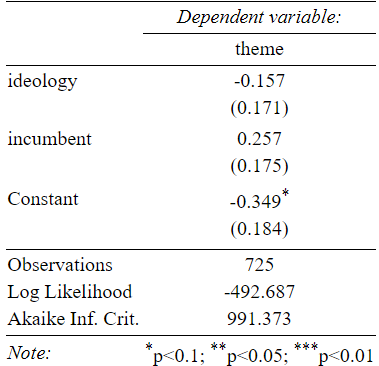 Dependent variable:
theme
ideology -0.157
(0.171)
incumbent 0.257
(0.175)
Constant -0.349*
(0.184)
Observations 725
Log Likelihood -492.687
Akaike Inf. Crit. 991.373
Note: *p<0.1; **p<0.05; ***p<0.01